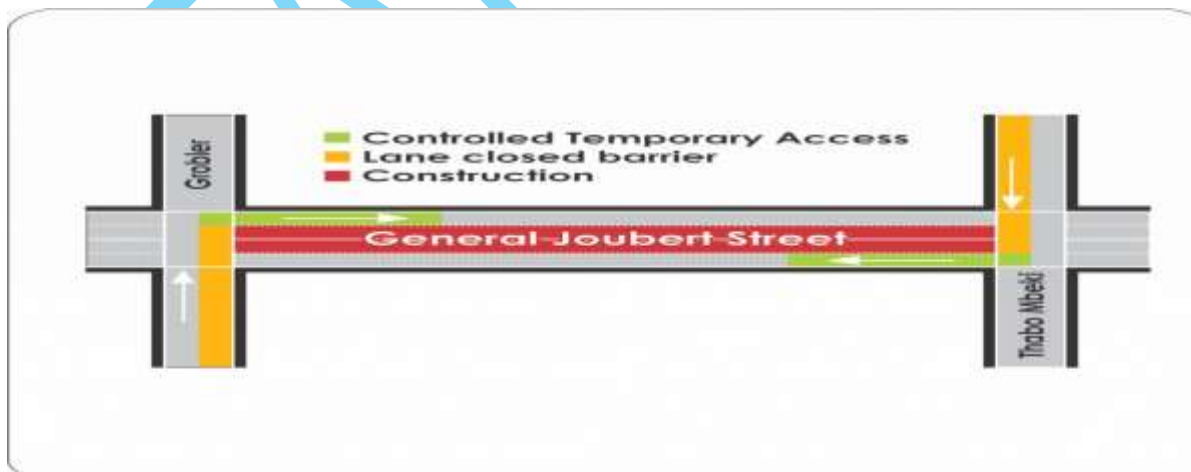 Controlled Temporary Access
Lane closed barrier
Construction
Grobler
General Joubert Street
Thabo Mbeki